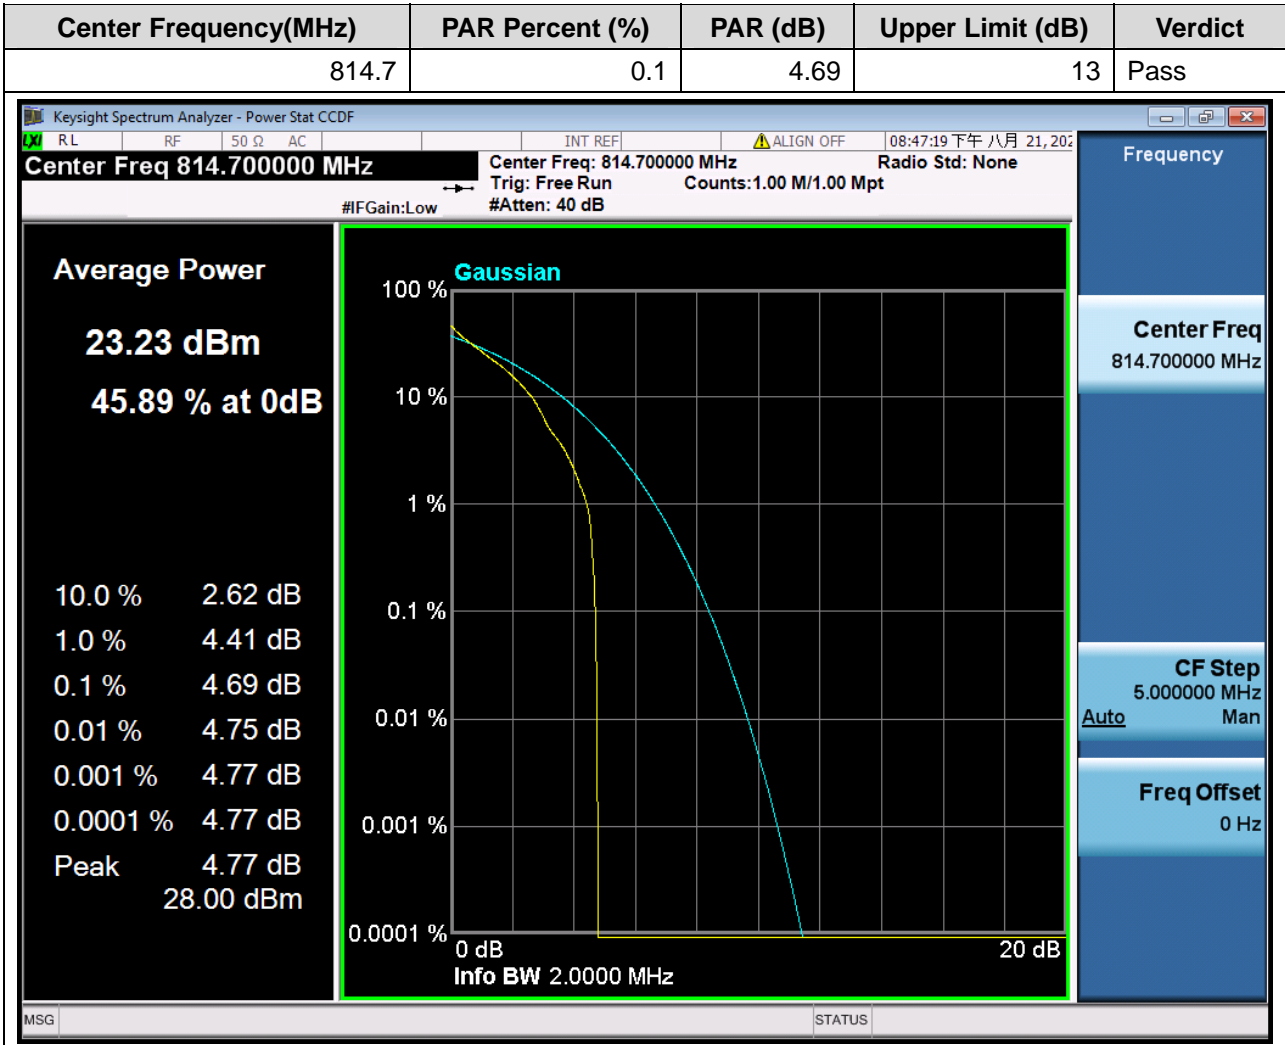 Center Frequency(MHz) PAR Percent (%) PAR (dB) Upper Limit (dB) Verdict
814.7 0.1 4.69 13 Pass
Keysight Spectrum Analyzer - Power Stat CCDF
LXI RL RF 50 Ω AC INT REF ALIGN OFF 08:47:19 下午 八月 21, 202
Center Freq 814.700000 MHz
Center Freq: 814.700000 MHz Radio Std: None
Trig: Free Run Counts:1.00 M/1.00 Mpt
#IFGain:Low #Atten: 40 dB
Frequency
Average Power
23.23 dBm
45.89 % at 0dB
10.0 % 2.62 dB
1.0 % 4.41 dB
0.1 % 4.69 dB
0.01 % 4.75 dB
0.001 % 4.77 dB
0.0001 % 4.77 dB
Peak 4.77 dB
28.00 dBm
Gaussian
100 %
10 %
1 %
0.1 %
0.01 %
0.001 %
0.0001 %
0 dB 20 dB
Info BW 2.0000 MHz
Center Freq
814.700000 MHz
CF Step
5.000000 MHz
Auto Man
Freq Offset
0 Hz
MSG STATUS